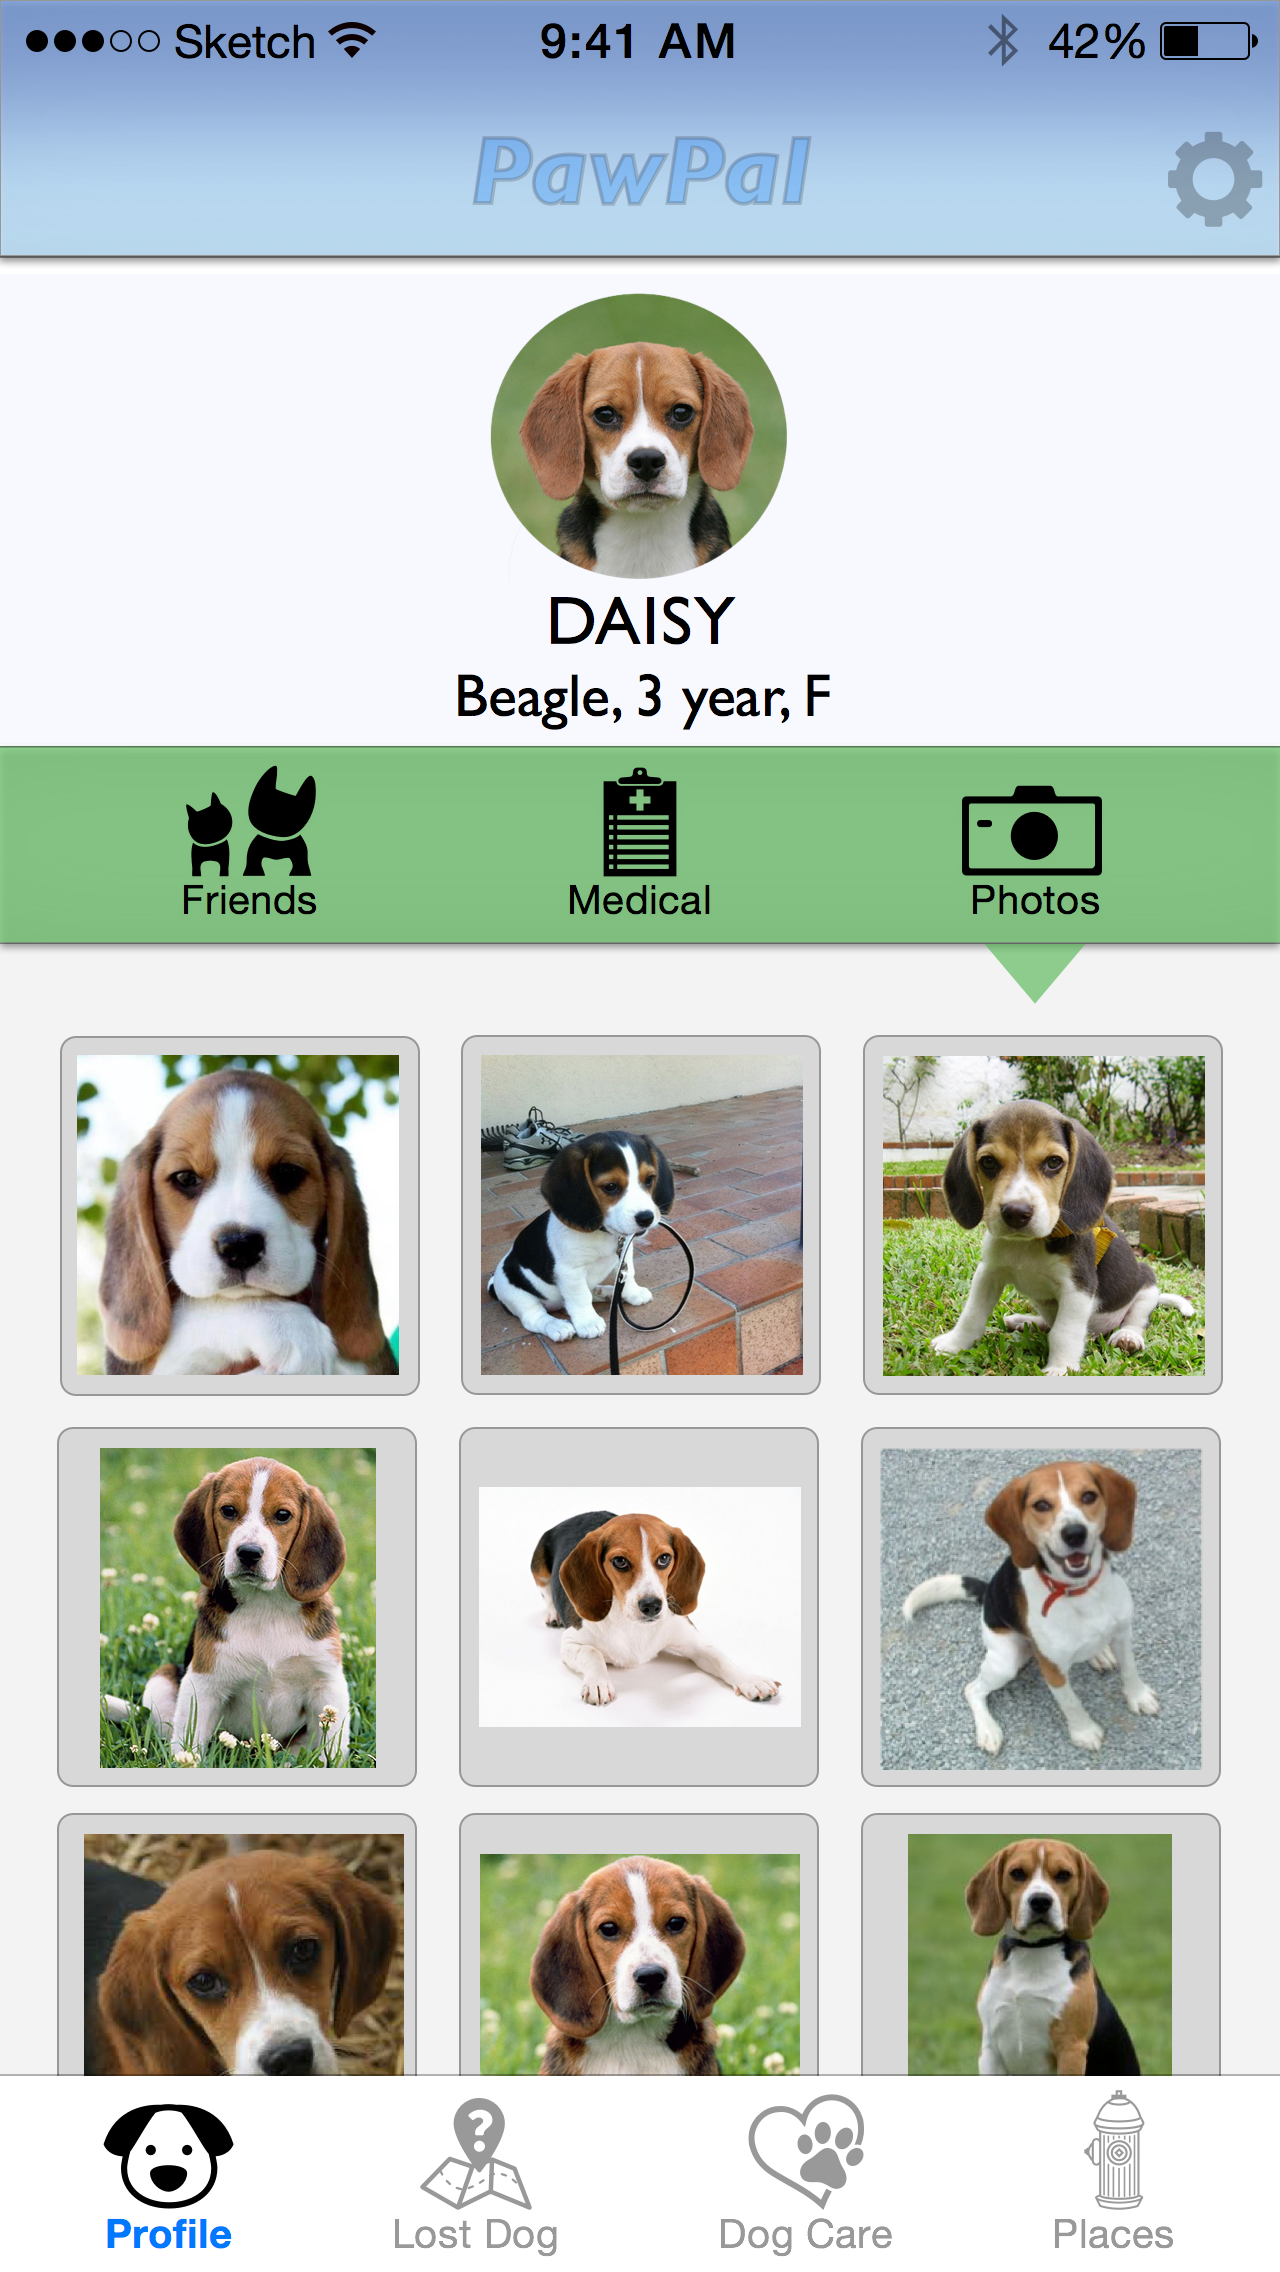 Sketch 9:41 AM 42%
PawPal
DAISY
Beagle, 3 year, F
Friends Medical Photos
?
Profile Lost Dog Dog Care Places